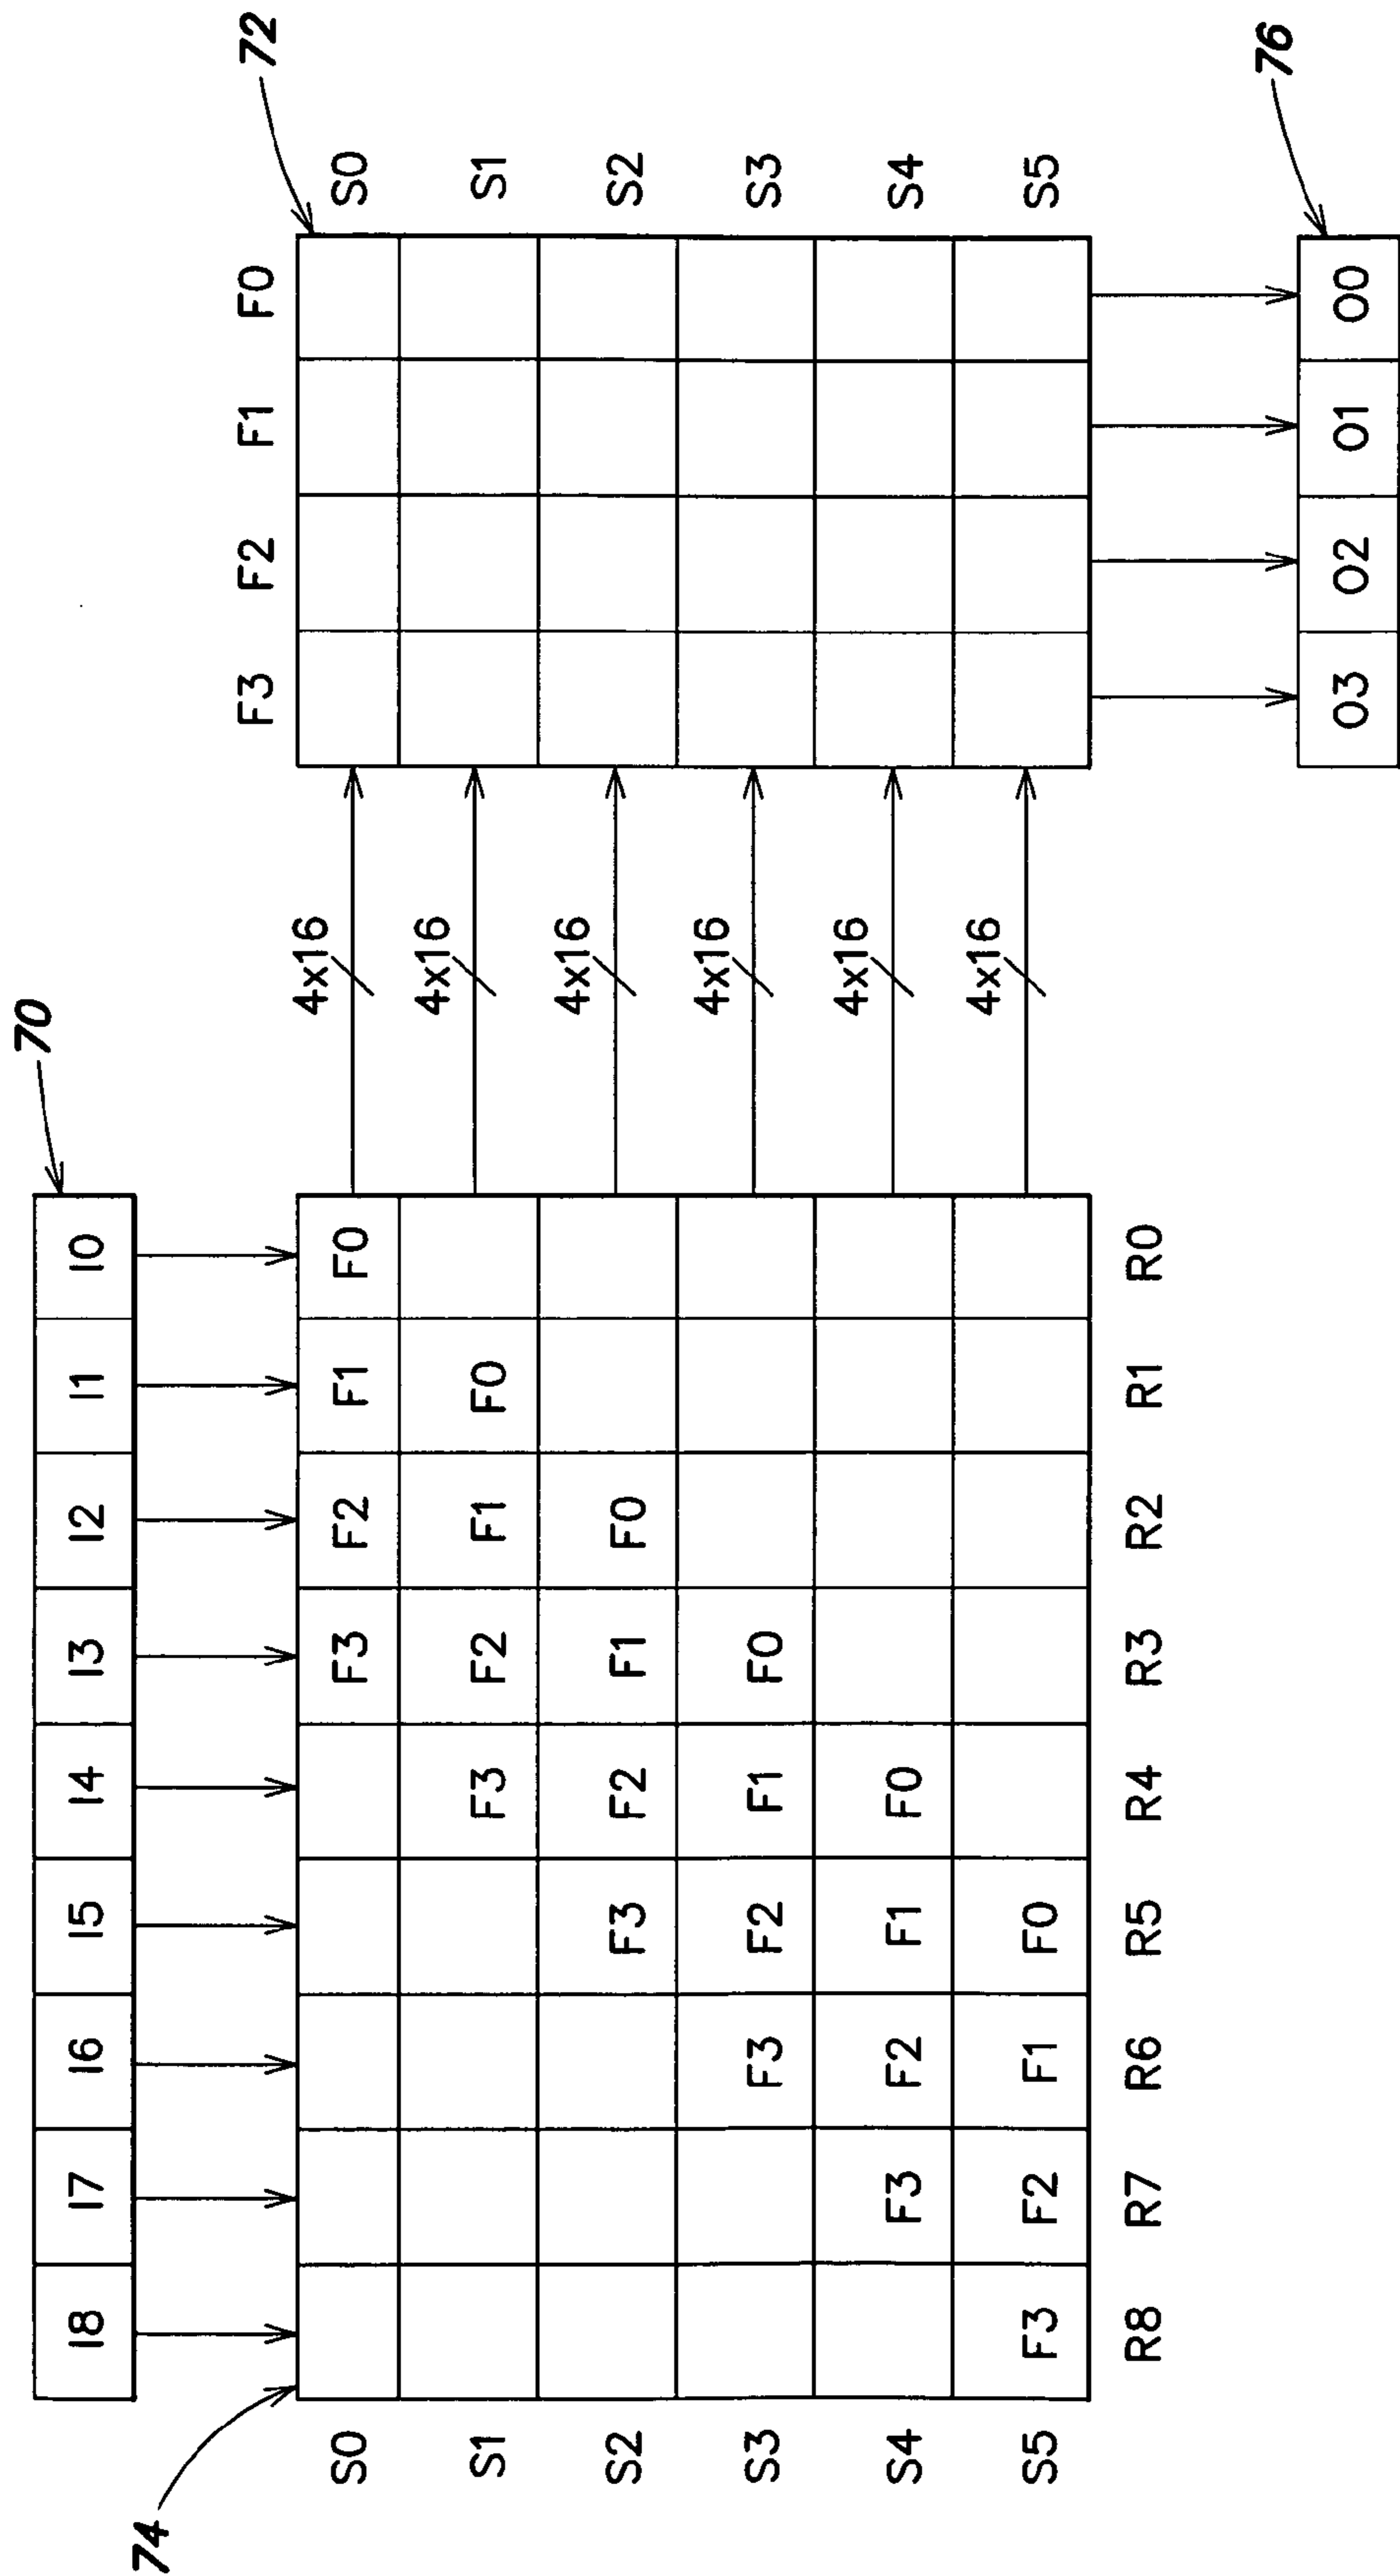 70
I8 I7 I6 I5 I4 I3 I2 I1 I0
74
72
F3 F2 F1 F0
S0 F3 F2 F1 F0 4x16 S0
S1 F3 F2 F1 F0 4x16 S1
S2 F3 F2 F1 F0 4x16 S2
S3 F3 F2 F1 F0 4x16 S3
S4 F3 F2 F1 F0 4x16 S4
S5 F3 F2 F1 F0 4x16 S5
R8 R7 R6 R5 R4 R3 R2 R1 R0
76
O3 O2 O1 O0